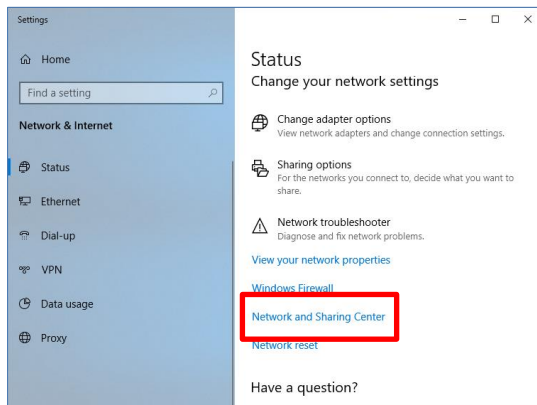 Settings
Home
Find a setting
Network & Internet
Status
Ethernet
Dial-up
VPN
Data usage
Proxy
Status
Change your network settings
Change adapter options
View network adapters and change connection settings.
Sharing options
For the networks you connect to, decide what you want to
share.
Network troubleshooter
Diagnose and fix network problems.
View your network properties
Windows Firewall
Network and Sharing Center
Network reset
Have a question?